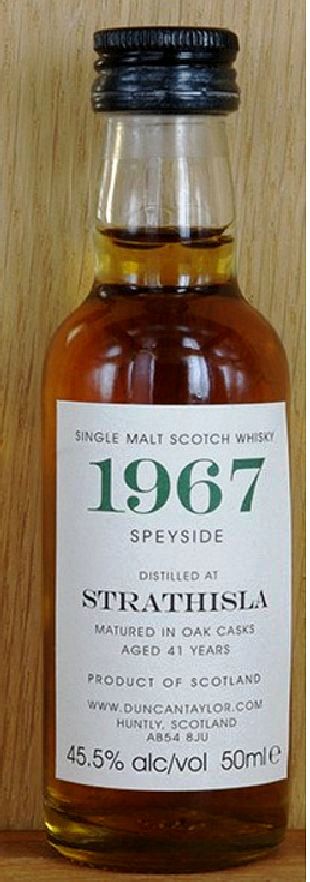 SINGLE MALT SCOTCH WHISKY
1967
SPEYSIDE
DISTILLED AT
STRATHISLA
MATURED IN OAK CASKS
AGED 41 YEARS
PRODUCT OF SCOTLAND
WWW.DUNCANTAYLOR.COM
HUNTLY, SCOTLAND
AB54 8JU
45.5% alc/vol 50ml e